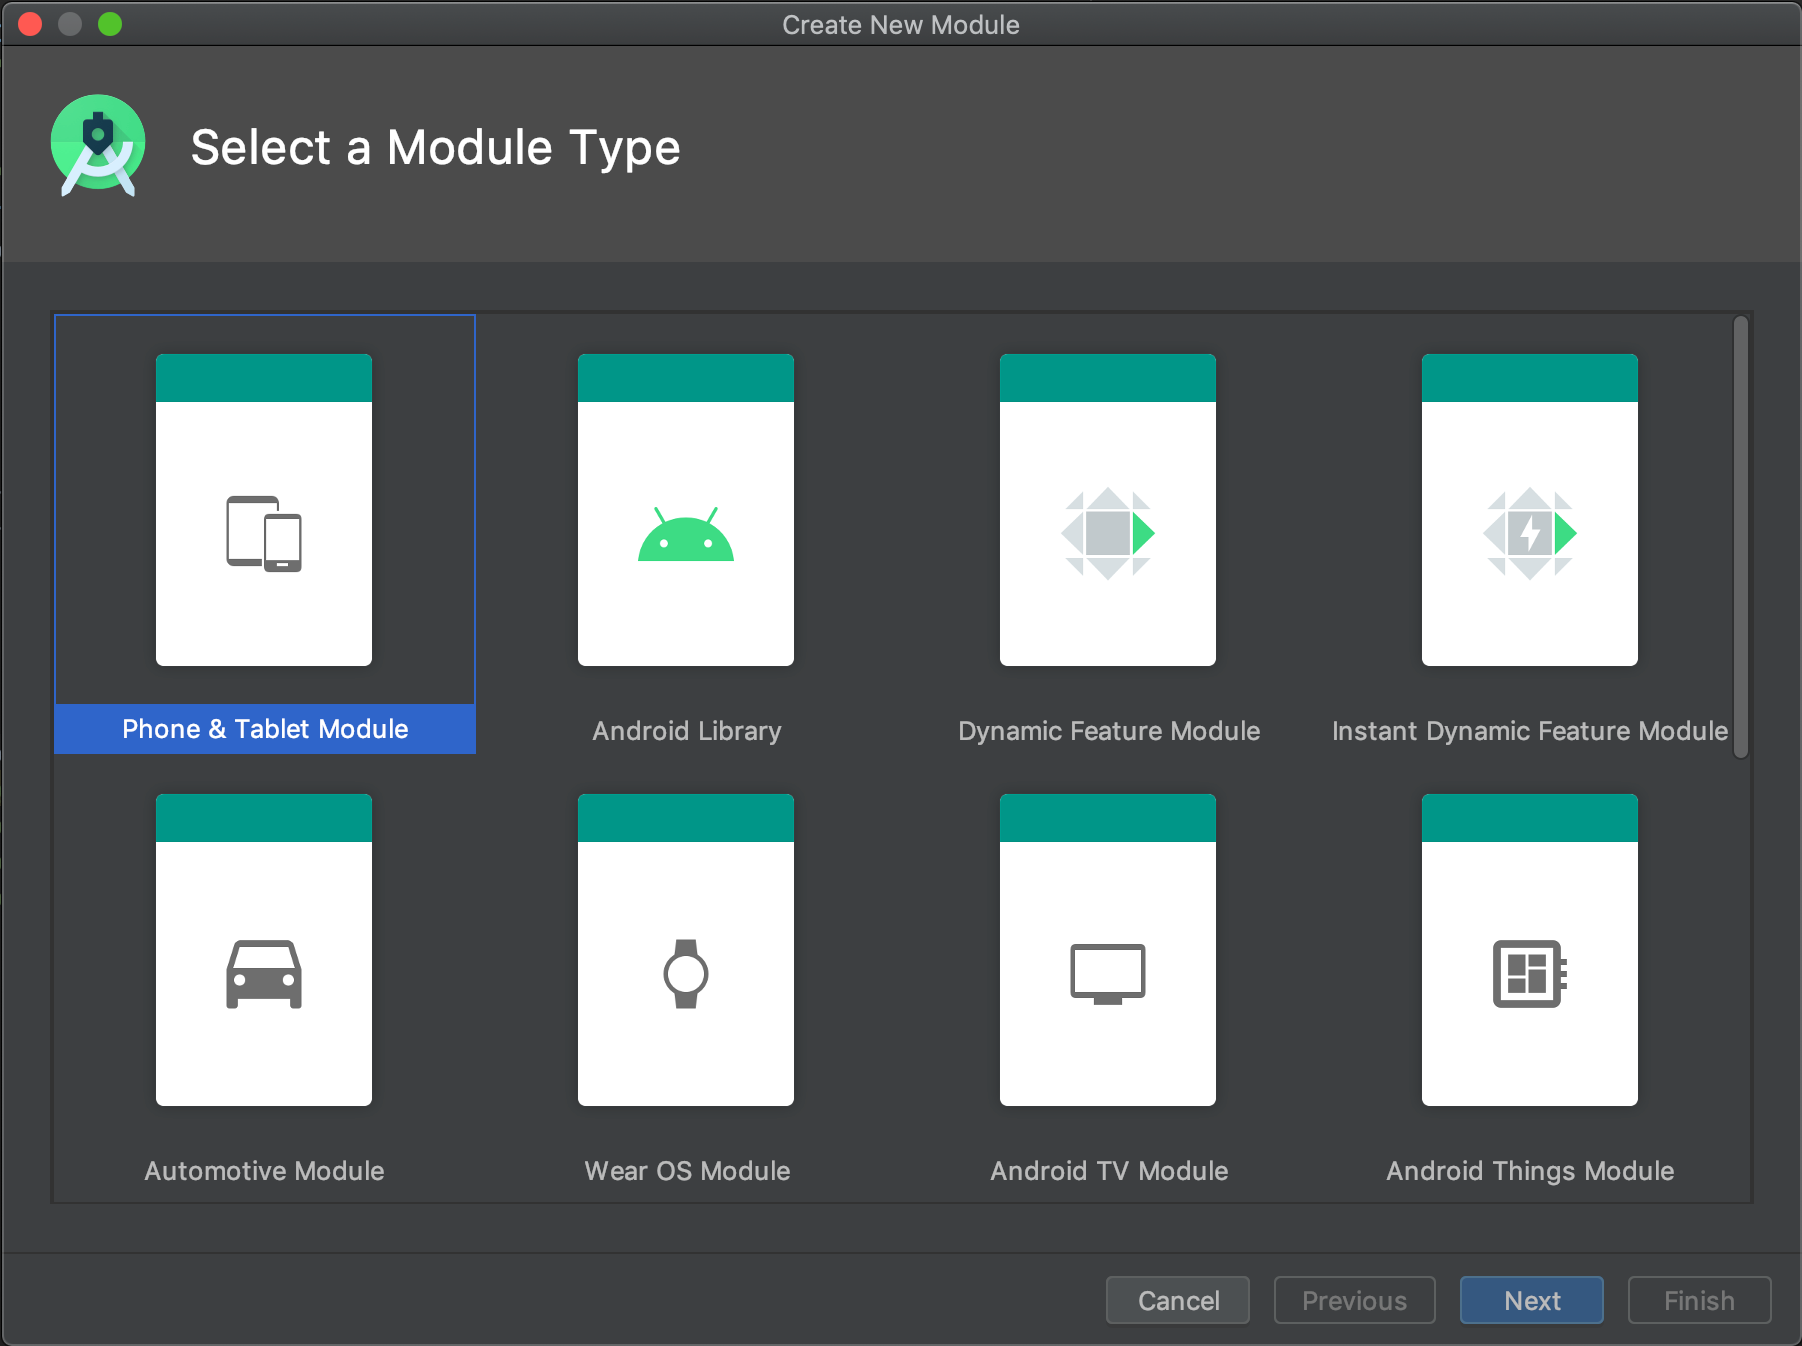 Create New Module
Select a Module Type
Phone & Tablet Module
Android Library
Dynamic Feature Module
Instant Dynamic Feature Module
Automotive Module
Wear OS Module
Android TV Module
Android Things Module
Cancel
Previous
Next
Finish